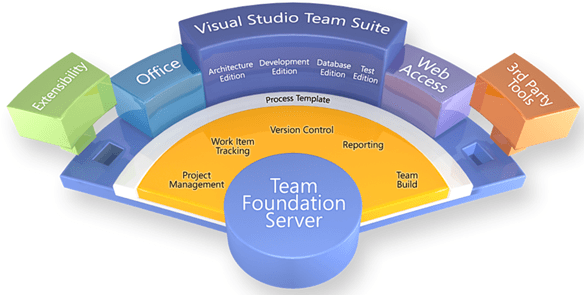 Visual Studio Team Suite
Extensibility
Office
Architecture
Edition
Development
Edition
Database
Edition
Test
Edition
Web
Access
3rd Party
Tools
Process Template
Version Control
Work Item
Tracking
Reporting
Project
Management
Team
Build
Team
Foundation
Server